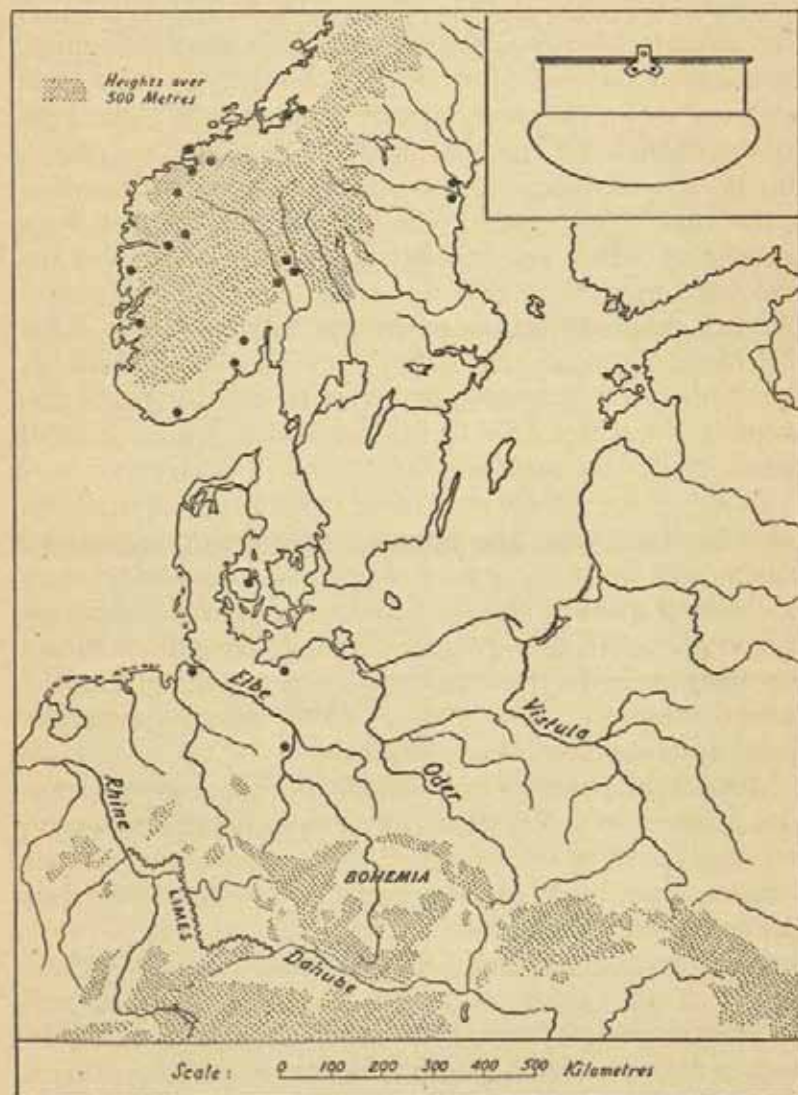 Heights over
500 Metres
Elbe
Vistula
Oder
Rhine
BOHEMIA
LIMES
Danube
Scale: 0 100 200 300 400 500 Kilometres